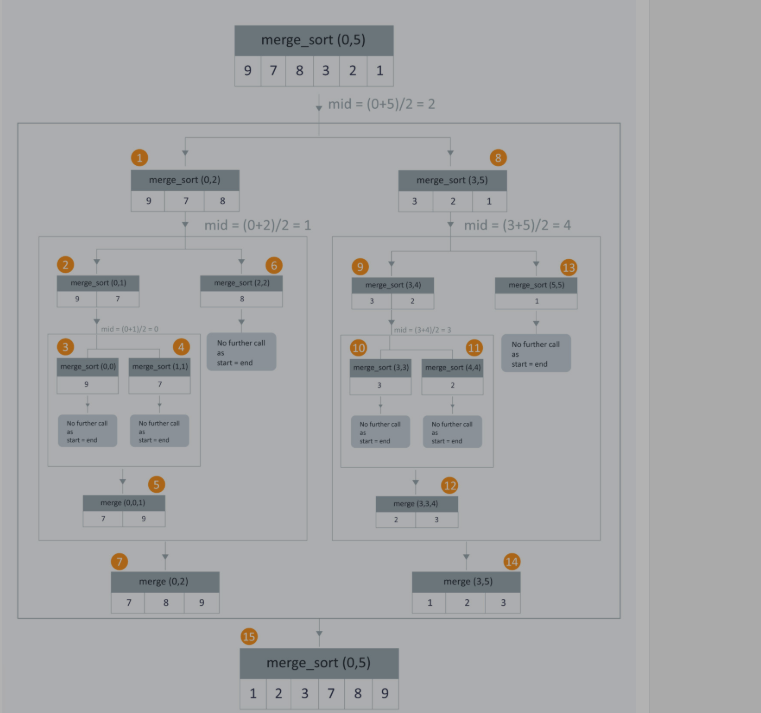 merge_sort (0,5)
9 7 8 3 2 1
mid = (0+5)/2 = 2
1
merge_sort (0,2)
9 7 8
8
merge_sort (3,5)
3 2 1
mid = (0+2)/2 = 1
mid = (3+5)/2 = 4
2
merge_sort (0,1)
9 7
6
merge_sort (2,2)
8
9
merge_sort (3,4)
3 2
13
merge_sort (5,5)
1
mid = (0+1)/2 = 0
No further call
as
start = end
mid = (3+4)/2 = 3
No further call
as
start = end
3
merge_sort (0,0)
9
4
merge_sort (1,1)
7
10
merge_sort (3,3)
3
11
merge_sort (4,4)
2
No further call
as
start = end
No further call
as
start = end
No further call
as
start = end
No further call
as
start = end
5
merge (0,0,1)
7 9
12
merge (3,3,4)
2 3
7
merge (0,2)
7 8 9
14
merge (3,5)
1 2 3
15
merge_sort (0,5)
1 2 3 7 8 9